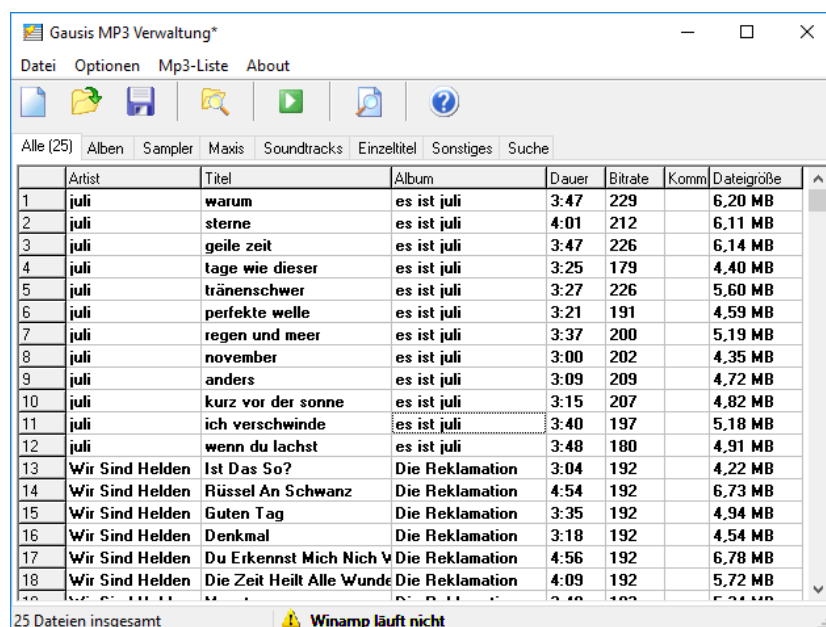 Gausis MP3 Verwaltung*
Datei Optionen Mp3-Liste About
Alle (25) Alben Sampler Maxis Soundtracks Einzeltitel Sonstiges Suche
Artist Titel Album Dauer Bitrate Komm Dateigröße
1 juli warum es ist juli 3:47 229 6,20 MB
2 juli sterne es ist juli 4:01 212 6,11 MB
3 juli geile zeit es ist juli 3:47 226 6,14 MB
4 juli tage wie dieser es ist juli 3:25 179 4,40 MB
5 juli tränenschwer es ist juli 3:27 226 5,60 MB
6 juli perfekte welle es ist juli 3:21 191 4,59 MB
7 juli regen und meer es ist juli 3:37 200 5,19 MB
8 juli november es ist juli 3:00 202 4,35 MB
9 juli anders es ist juli 3:09 209 4,72 MB
10 juli kurz vor der sonne es ist juli 3:15 207 4,82 MB
11 juli ich verschwinde es ist juli 3:40 197 5,18 MB
12 juli wenn du lachst es ist juli 3:48 180 4,91 MB
13 Wir Sind Helden Ist Das So? Die Reklamation 3:04 192 4,22 MB
14 Wir Sind Helden Rüssel An Schwanz Die Reklamation 4:54 192 6,73 MB
15 Wir Sind Helden Guten Tag Die Reklamation 3:35 192 4,94 MB
16 Wir Sind Helden Denkmal Die Reklamation 3:18 192 4,54 MB
17 Wir Sind Helden Du Erkennst Mich Nich Die Reklamation 4:56 192 6,78 MB
18 Wir Sind Helden Die Zeit Heilt Alle Wunde Die Reklamation 4:09 192 5,72 MB
25 Dateien insgesamt Winamp läuft nicht